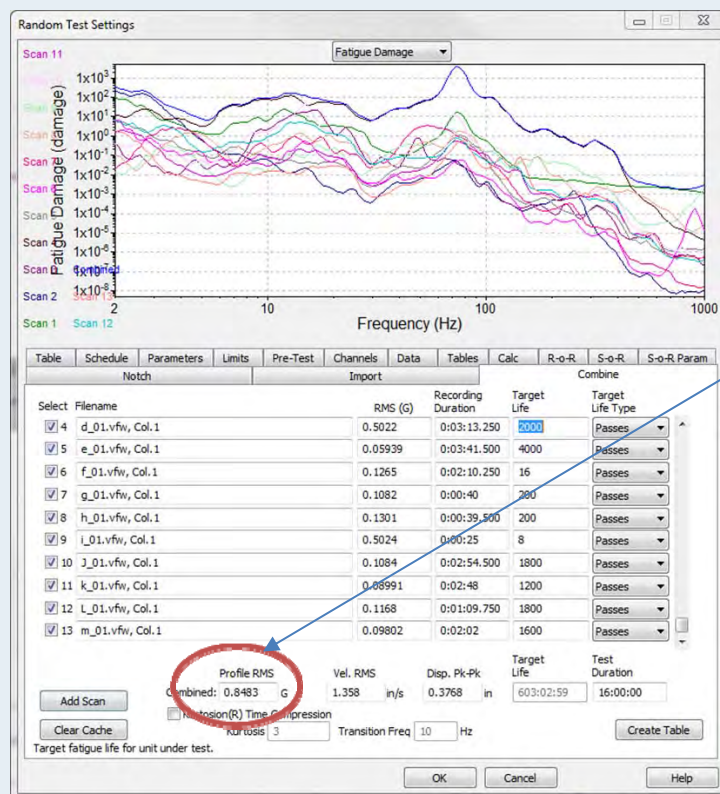 Random Test Settings
Scan 11
Fatigue Damage
1x10³
1x10²
1x10¹
1x10⁰
1x10⁻¹
1x10⁻²
1x10⁻³
1x10⁻⁴
1x10⁻⁵
1x10⁻⁶
1x10⁻⁷
1x10⁻⁸
Fatigue Damage (damage)
Combined
Scan 2
Scan 13
Scan 1
Scan 12
2
10
100
1000
Frequency (Hz)
Table Schedule Parameters Limits Pre-Test Channels Data Tables Calc R-o-R S-o-R S-o-R Param
Notch Import Combine
Select Filename RMS (G) Recording Duration Target Life Target Life Type
4 d_01.vfw, Col.1 0.5022 0:03:13.250 2000 Passes
5 e_01.vfw, Col.1 0.05939 0:03:41.500 4000 Passes
6 f_01.vfw, Col.1 0.1265 0:02:10.250 16 Passes
7 g_01.vfw, Col.1 0.1082 0:00:40 200 Passes
8 h_01.vfw, Col.1 0.1301 0:00:39.500 200 Passes
9 i_01.vfw, Col.1 0.5024 0:00:25 8 Passes
10 J_01.vfw, Col.1 0.1084 0:02:54.500 1800 Passes
11 k_01.vfw, Col.1 0.08991 0:02:48 1200 Passes
12 L_01.vfw, Col.1 0.1168 0:01:09.750 1800 Passes
13 m_01.vfw, Col.1 0.09802 0:02:02 1600 Passes
Profile RMS Vel. RMS Disp. Pk-Pk Target Life Test Duration
Combined: 0.8483 G 1.358 in/s 0.3768 in 603:02:59 16:00:00
Add Scan
Time Compression
Clear Cache Kurtosis 3 Transition Freq 10 Hz Create Table
Target fatigue life for unit under test.
OK Cancel Help